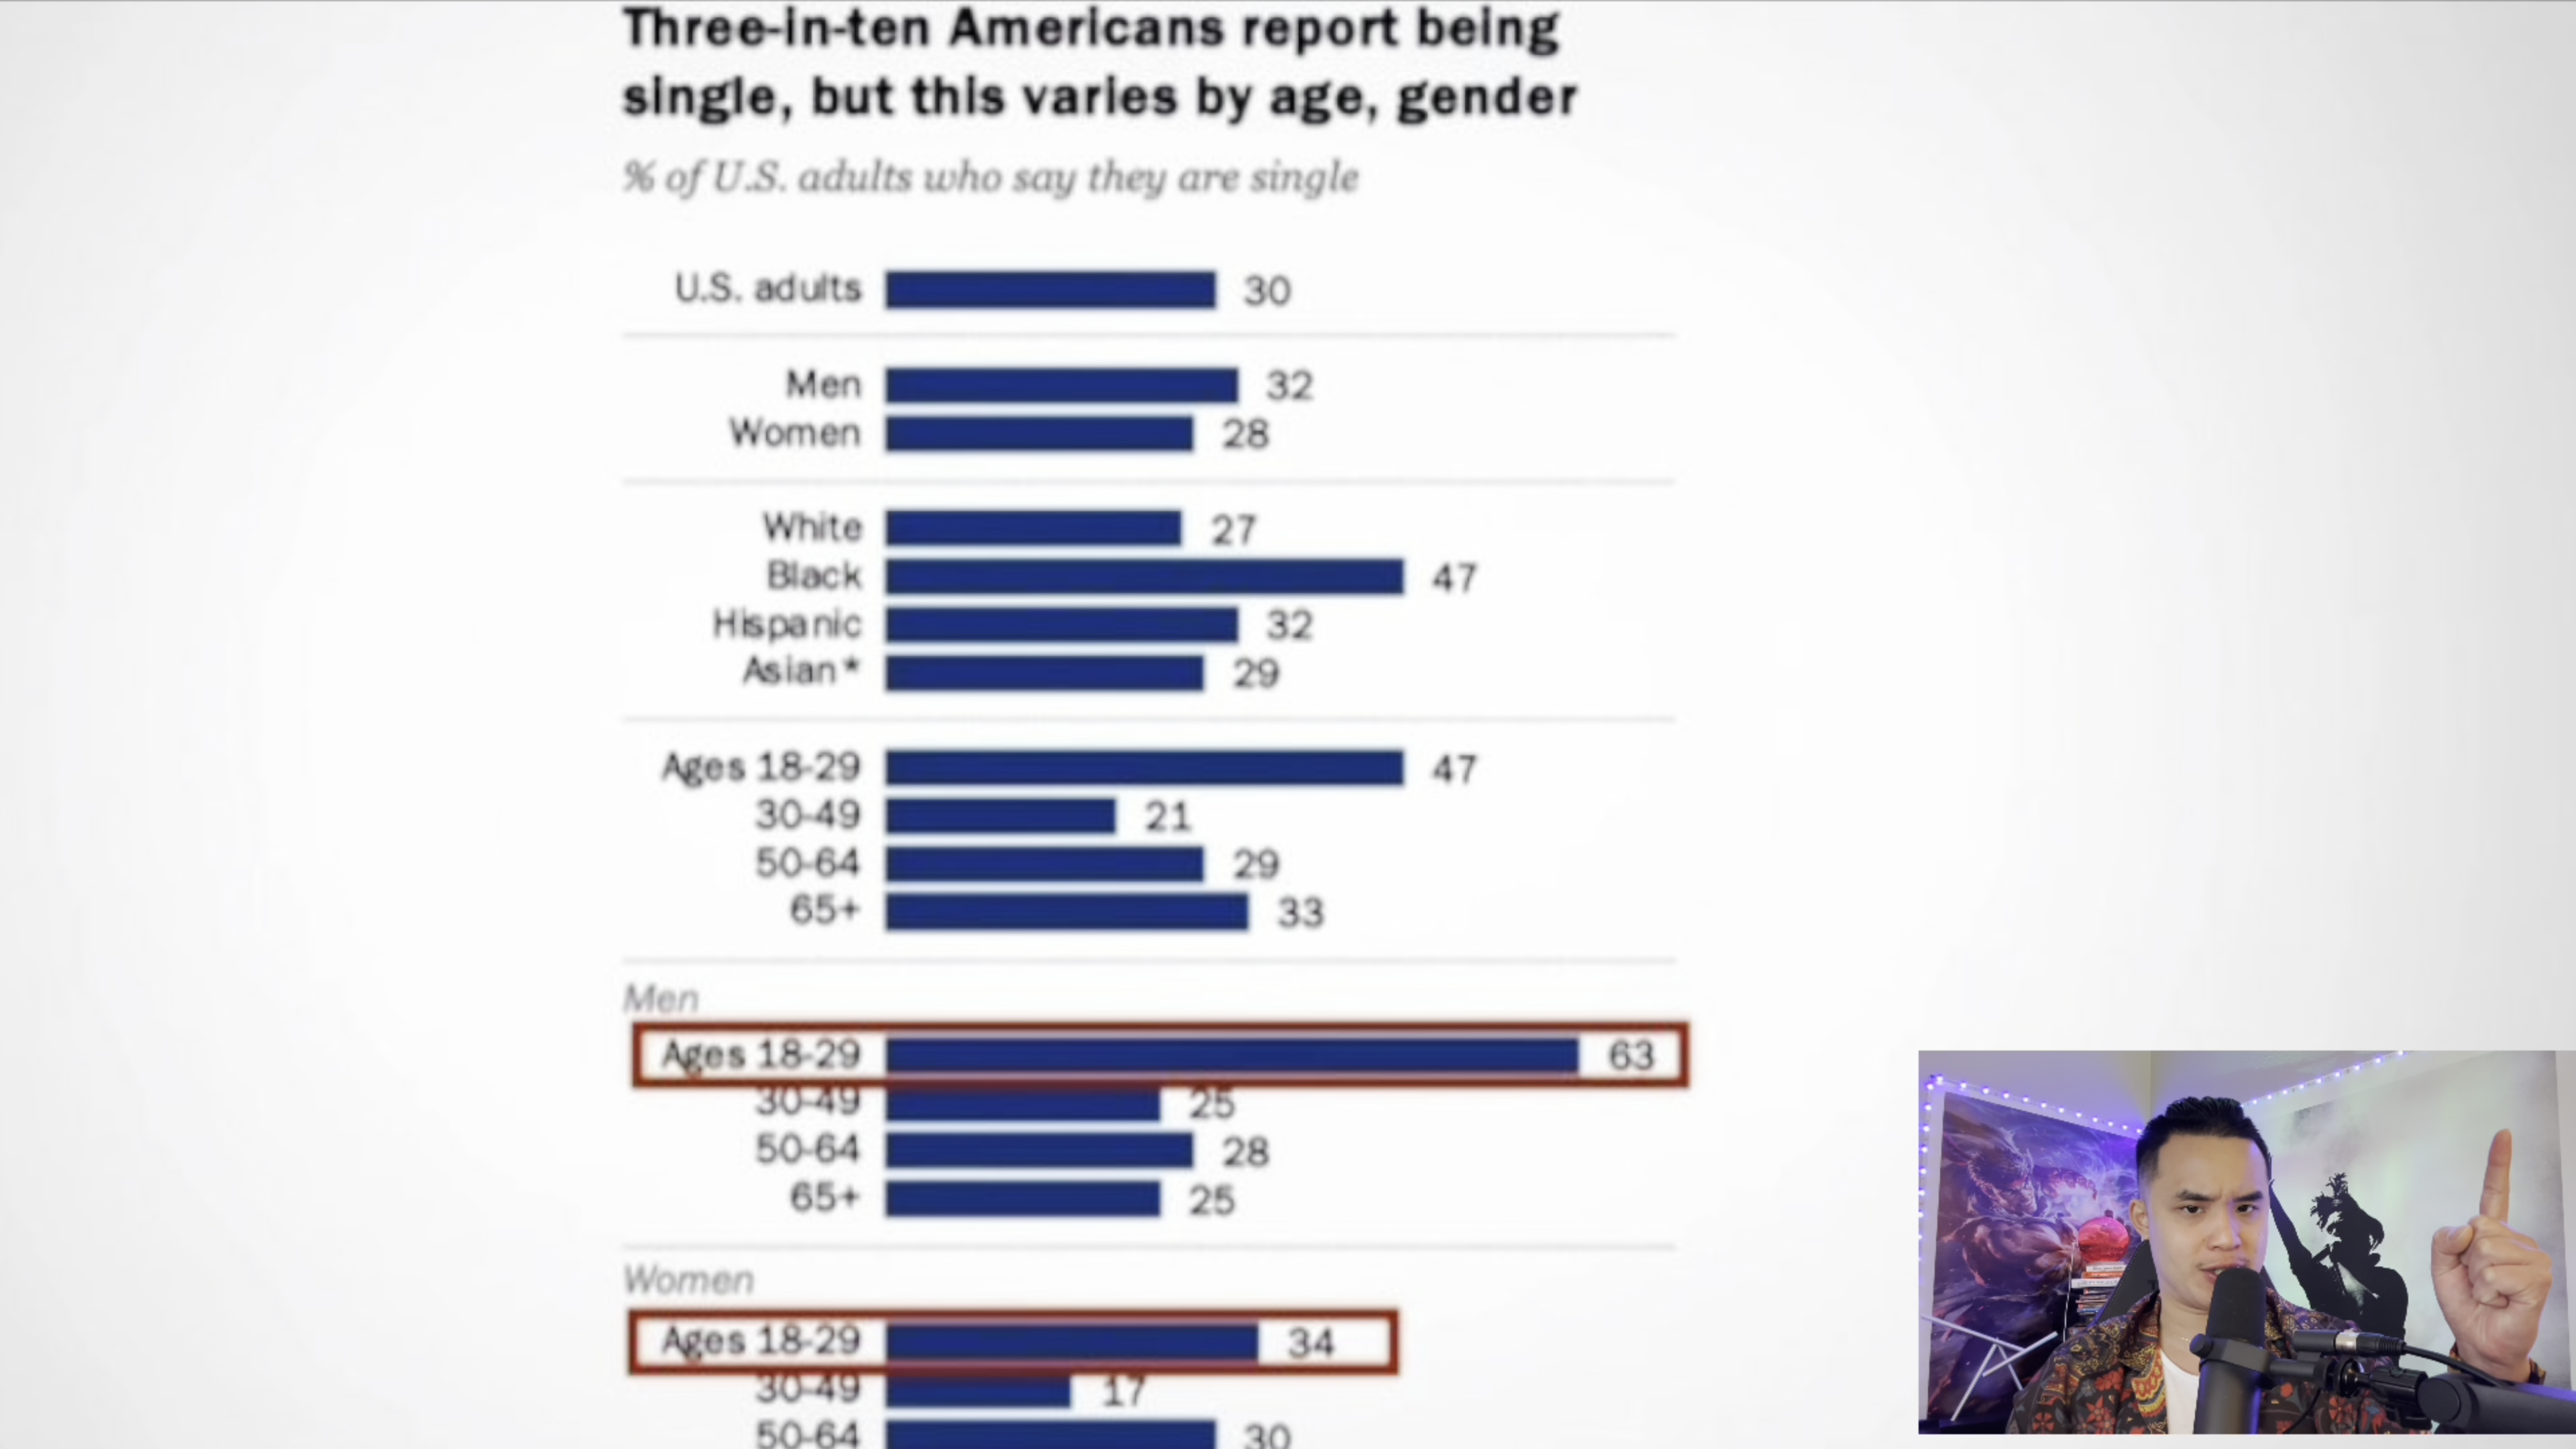 Three-in-ten Americans report being
single, but this varies by age, gender
% of U.S. adults who say they are single
U.S. adults 30
Men 32
Women 28
White 27
Black 47
Hispanic 32
Asian* 29
Ages 18-29 47
30-49 21
50-64 29
65+ 33
Men
Ages 18-29 63
30-49 25
50-64 28
65+ 25
Women
Ages 18-29 34
30-49 17
50-64 30